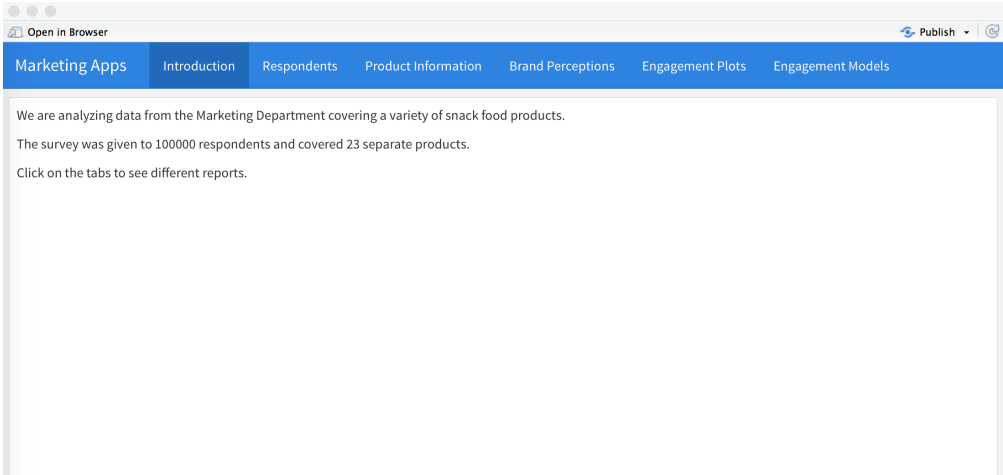 Open in Browser Publish
Marketing Apps Introduction Respondents Product Information Brand Perceptions Engagement Plots Engagement Models
We are analyzing data from the Marketing Department covering a variety of snack food products.
The survey was given to 100000 respondents and covered 23 separate products.
Click on the tabs to see different reports.